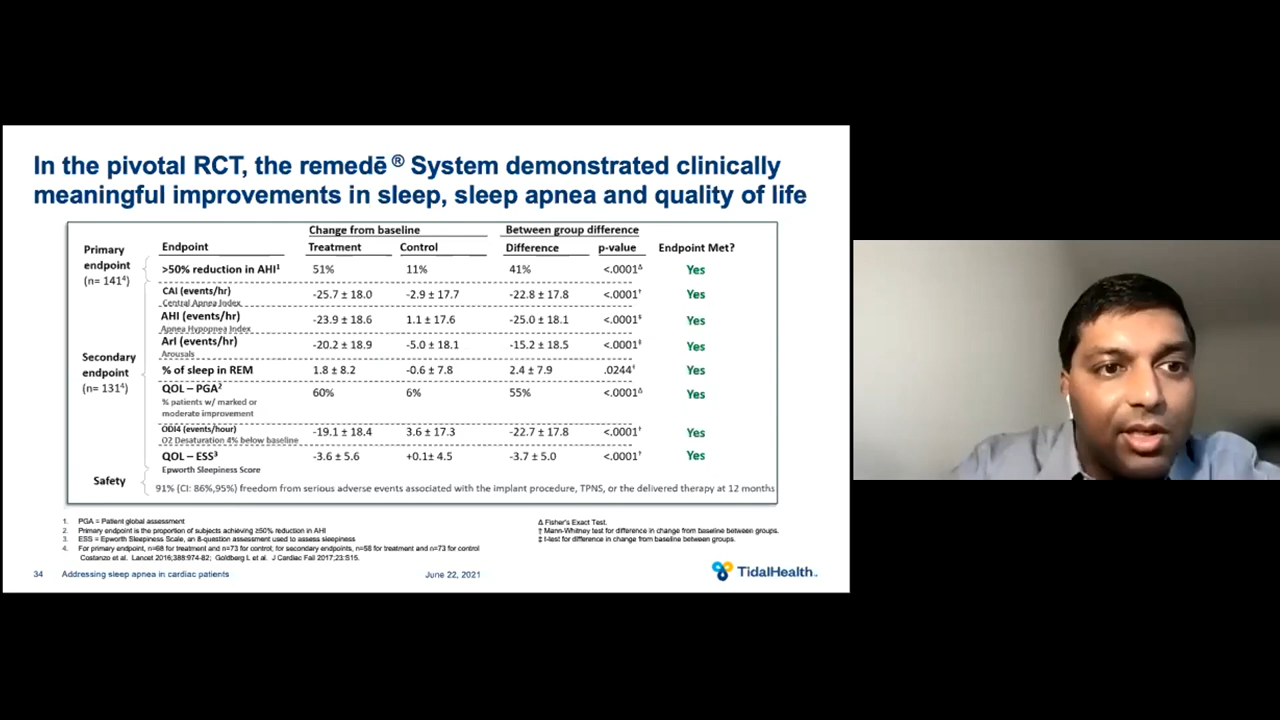 In the pivotal RCT, the remedē ® System demonstrated clinically
meaningful improvements in sleep, sleep apnea and quality of life
Change from baseline Between group difference
Primary endpoint (n= 141⁴) Endpoint Treatment Control Difference p-value Endpoint Met?
>50% reduction in AHI¹ 51% 11% 41% <.0001Δ Yes
CAI (events/hr) -25.7 ± 18.0 -2.9 ± 17.7 -22.8 ± 17.8 <.0001† Yes
Central Apnea Index
AHI (events/hr) -23.9 ± 18.6 1.1 ± 17.6 -25.0 ± 18.1 <.0001‡ Yes
Apnea Hypopnea Index
ArI (events/hr) -20.2 ± 18.9 -5.0 ± 18.1 -15.2 ± 18.5 <.0001‡ Yes
Arousals
Secondary endpoint (n= 131⁴)
% of sleep in REM 1.8 ± 8.2 -0.6 ± 7.8 2.4 ± 7.9 .0244† Yes
QOL – PGA² 60% 6% 55% <.0001Δ Yes
% patients w/ marked or
moderate improvement
ODI4 (events/hour) -19.1 ± 18.4 3.6 ± 17.3 -22.7 ± 17.8 <.0001† Yes
O2 Desaturation 4% below baseline
QOL – ESS³ -3.6 ± 5.6 +0.1± 4.5 -3.7 ± 5.0 <.0001† Yes
Epworth Sleepiness Score
Safety 91% (CI: 86%,95%) freedom from serious adverse events associated with the implant procedure, TPNS, or the delivered therapy at 12 months
1. PGA = Patient global assessment
2. Primary endpoint is the proportion of subjects achieving ≥50% reduction in AHI
3. ESS = Epworth Sleepiness Scale, an 8-question assessment used to assess sleepiness
4. For primary endpoint, n=68 for treatment and n=73 for control; for secondary endpoints, n=58 for treatment and n=73 for control
Costanzo et al. Lancet 2016;388:974-82; Goldberg L et al. J Cardiac Fail 2017;23:S15.
Δ Fisher's Exact Test.
† Mann-Whitney test for difference in change from baseline between groups.
‡ t-test for difference in change from baseline between groups.
34 Addressing sleep apnea in cardiac patients June 22, 2021 TidalHealth